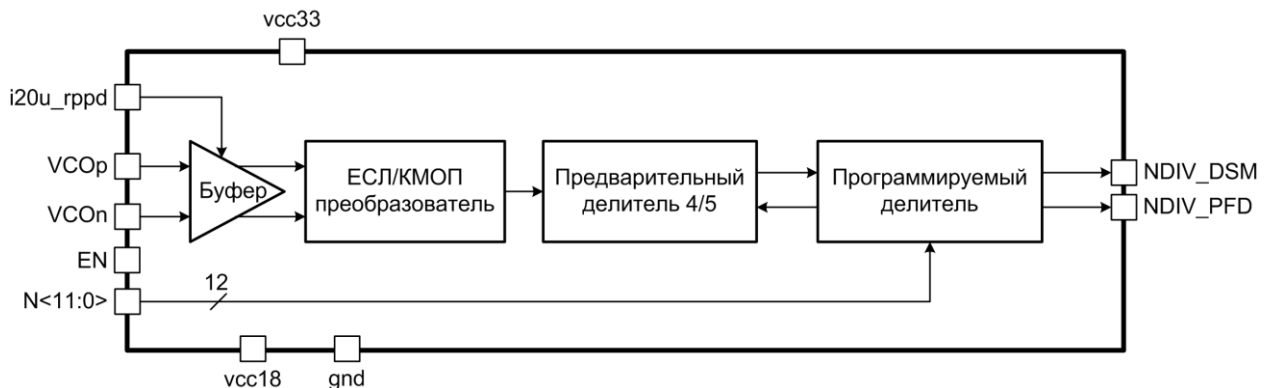 vcc33
i20u_rppd
VCOp
VCOn
EN
N<11:0>
Буфер
ЕСЛ/КМОП
преобразователь
Предварительный
делитель 4/5
Программируемый
делитель
NDIV_DSM
NDIV_PFD
12
vcc18
gnd